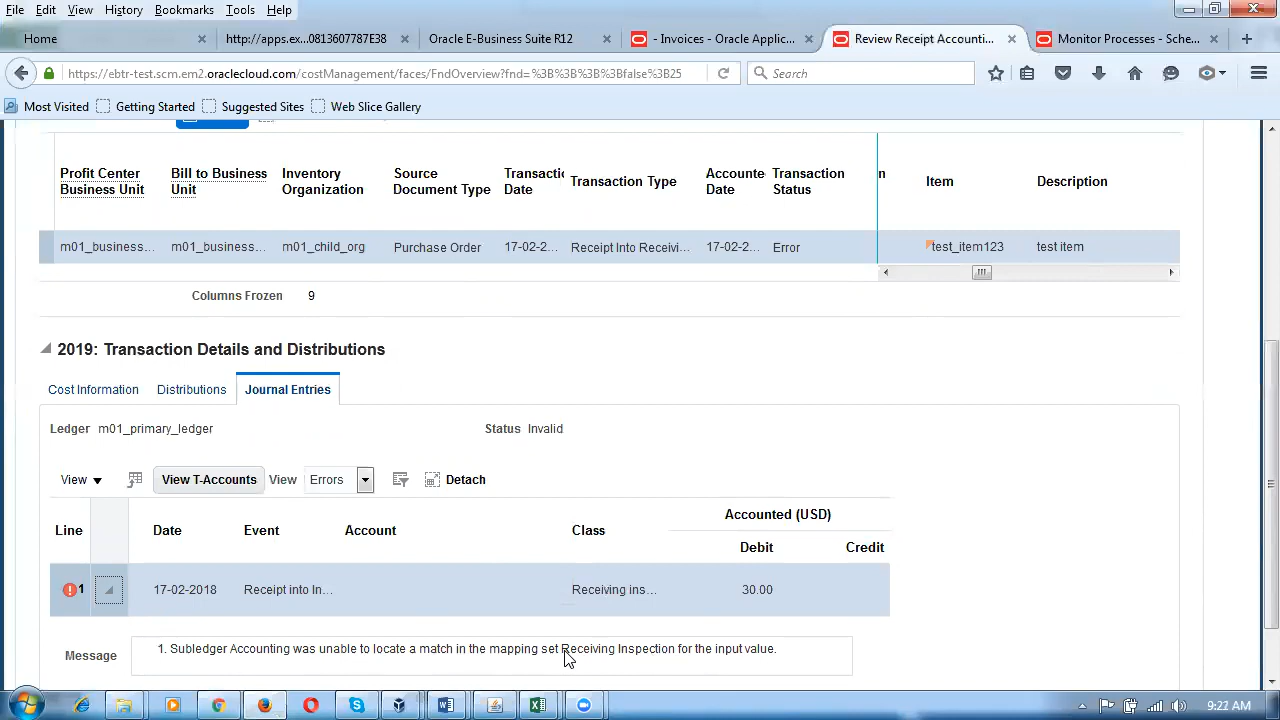 File Edit View History Bookmarks Tools Help
Home × http://apps.ex...0813607787E38 × Oracle E-Business Suite R12 × - Invoices - Oracle Applic... × Review Receipt Accounti... × Monitor Processes - Sche... × +
https://ebtr-test.scm.em2.oraclecloud.com/costManagement/faces/FndOverview?fnd=%3B%3B%3B%3Bfalse%3B25 Search
Most Visited Getting Started Suggested Sites Web Slice Gallery
Profit Center Business Unit Bill to Business Unit Inventory Organization Source Document Type Transactio Date Transaction Type Accounte Date Transaction Status n Item Description
m01_business... m01_business... m01_child_org Purchase Order 17-02-2... Receipt Into Receivi... 17-02-2... Error test_item123 test item
Columns Frozen 9
2019: Transaction Details and Distributions
Cost Information Distributions Journal Entries
Ledger m01_primary_ledger Status Invalid
View View T-Accounts View Errors Detach
Line Date Event Account Class Accounted (USD)
Debit Credit
1 17-02-2018 Receipt into In... Receiving ins... 30.00
Message 1. Subledger Accounting was unable to locate a match in the mapping set Receiving Inspection for the input value.
9:22 AM